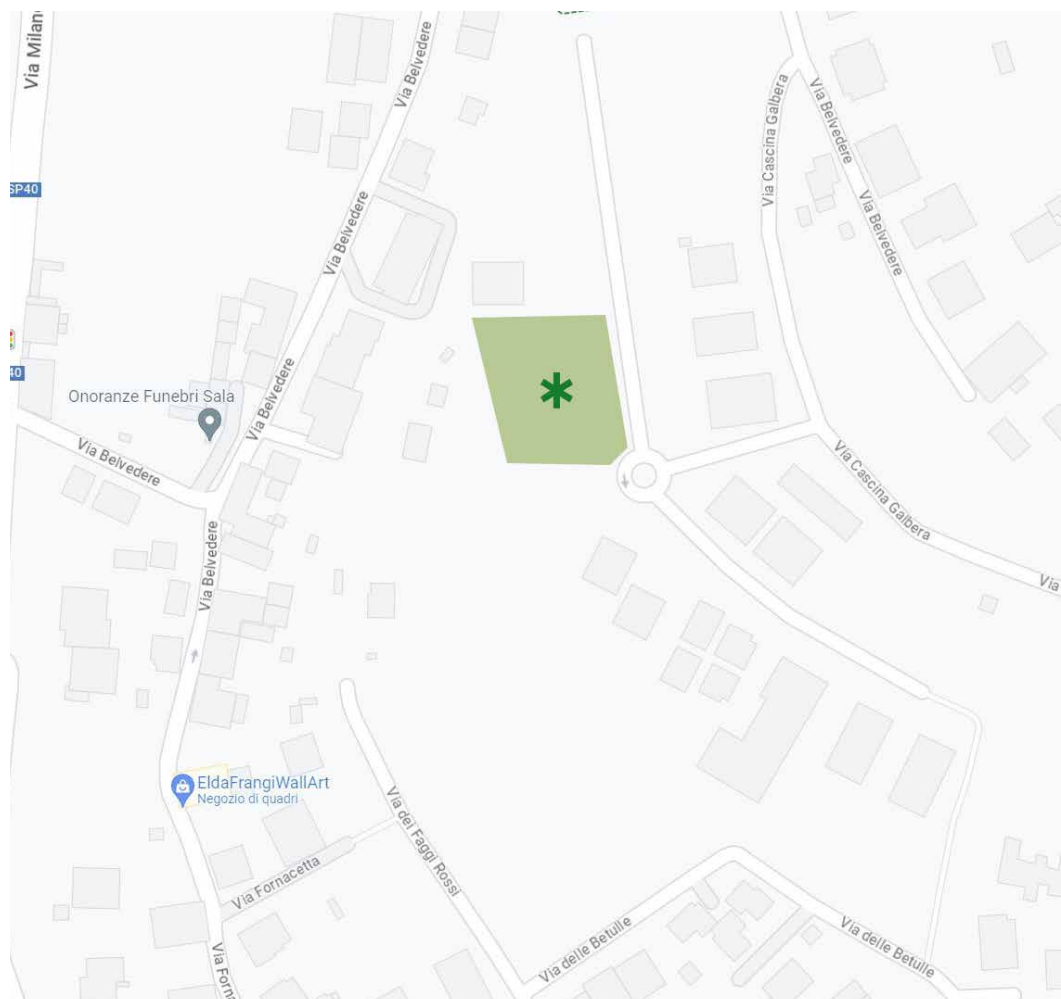 Via Milano
Via Belvedere
Via Cascina Galbera
Via Belvedere
SP40
Via Belvedere
Via Belvedere
40
Onoranze Funebri Sala
Via Belvedere
Via Belvedere
Via Cascina Galbera
Via Belvedere
Via
EldaFrangiWallArt
Negozio di quadri
Via dei Faggi Rossi
Via Fornacetta
Via delle Betulle
Via delle Betulle
Via Forna